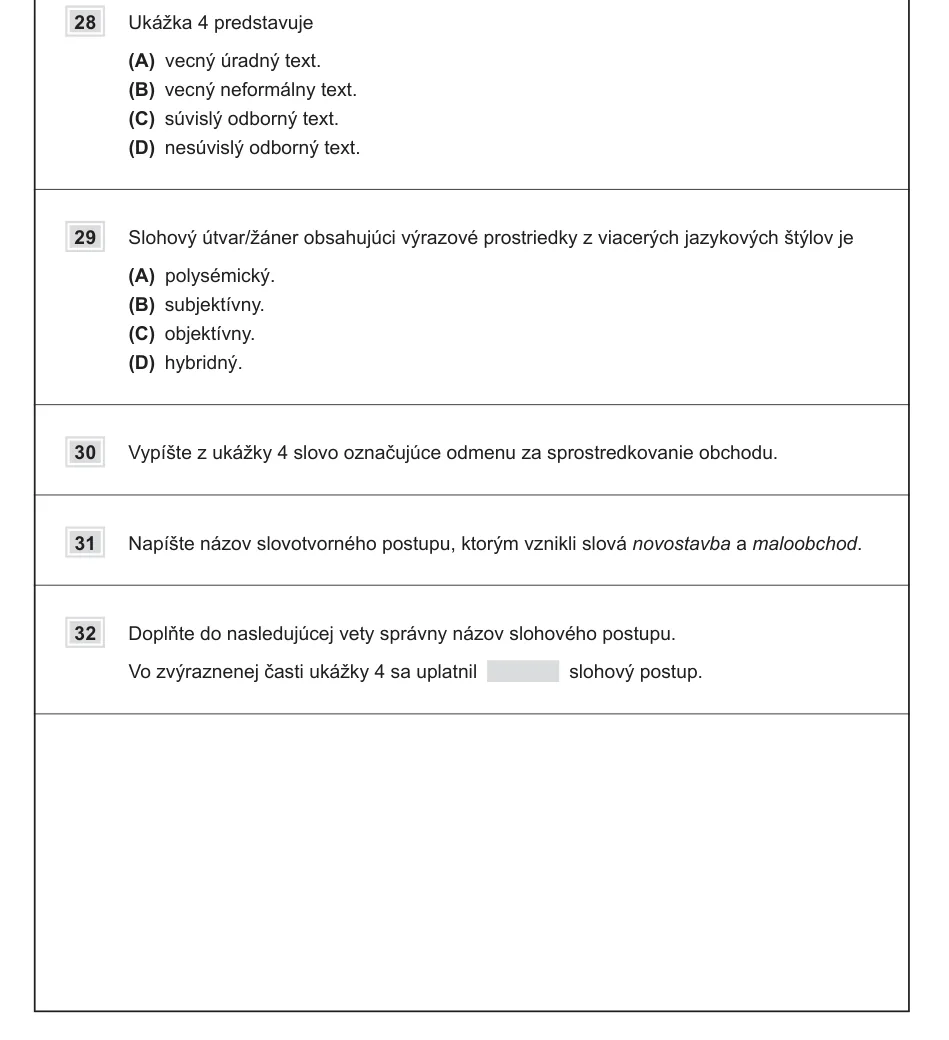 28 Ukážka 4 predstavuje
(A) vecný úradný text.
(B) vecný neformálny text.
(C) súvislý odborný text.
(D) nesúvislý odborný text.
29 Slohový útvar/žáner obsahujúci výrazové prostriedky z viacerých jazykových štýlov je
(A) polysémický.
(B) subjektívny.
(C) objektívny.
(D) hybridný.
30 Vypíšte z ukážky 4 slovo označujúce odmenu za sprostredkovanie obchodu.
31 Napíšte názov slovotvorného postupu, ktorým vznikli slová novostavba a maloobchod.
32 Doplňte do nasledujúcej vety správny názov slohového postupu.
Vo zvýraznenej časti ukážky 4 sa uplatnil slohový postup.